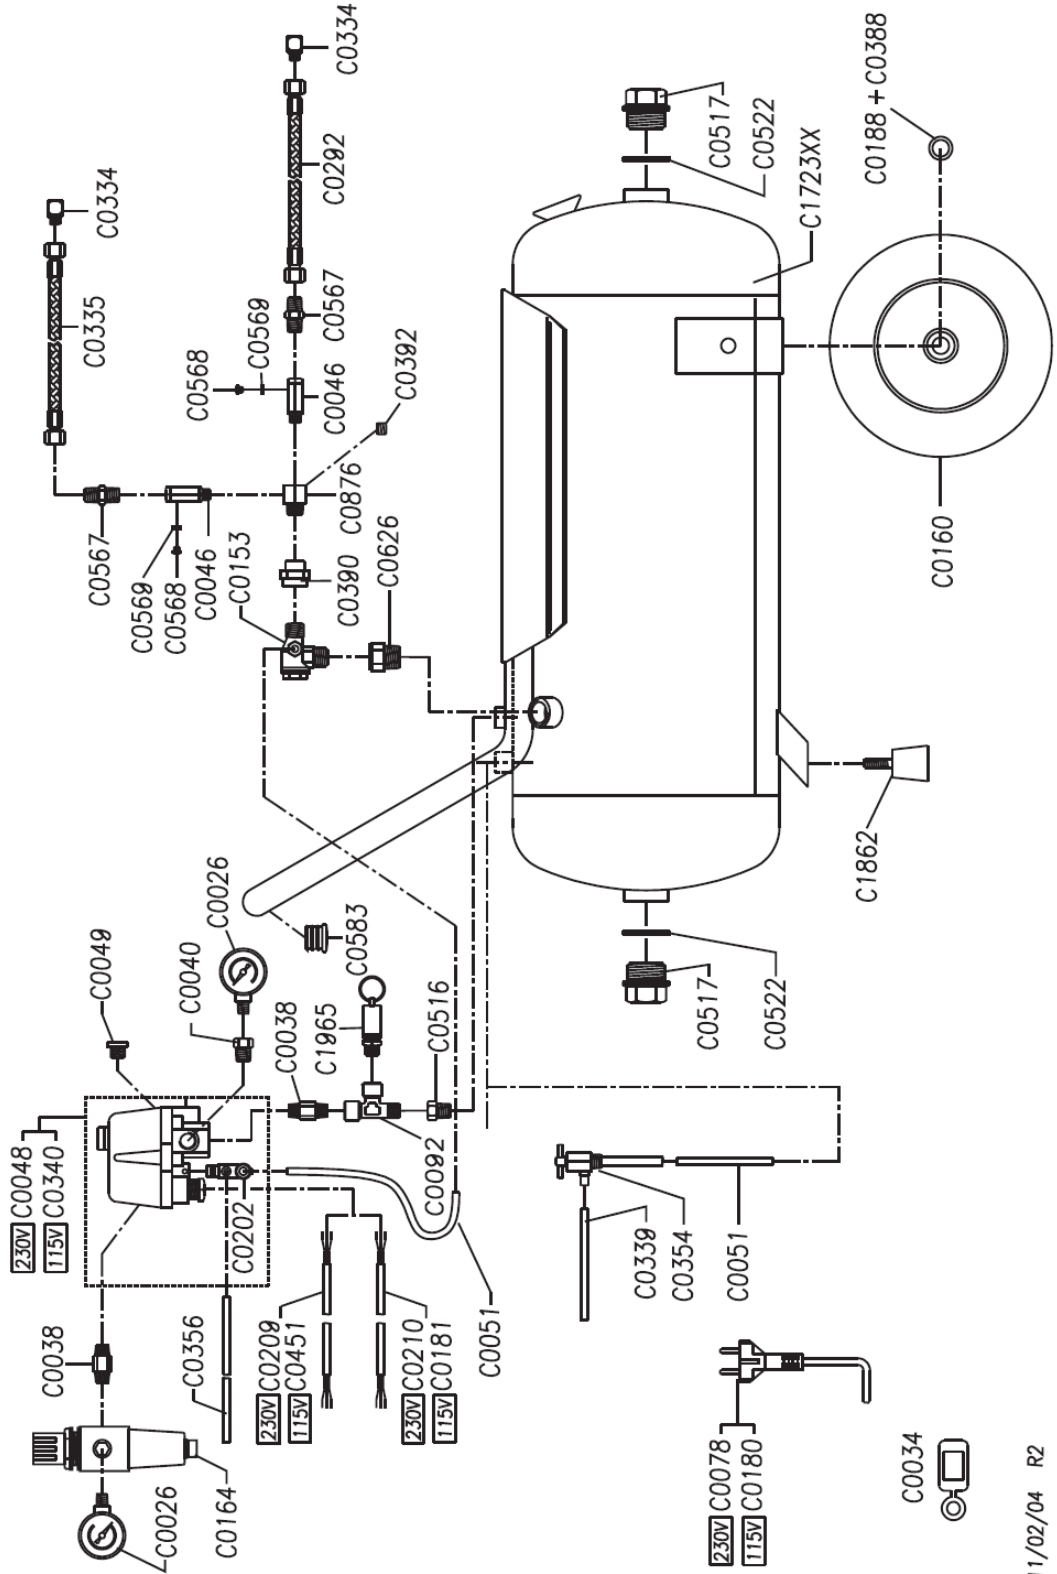 C0334
C0335
C0334
C0292
C0567
C0569
C0568
C0046
C0392
C0567
C0569
C0568
C0046
C0153
C0876
C0390
C0626
C0517
C0522
C1723XX
C0188 + C0388
C0160
C1862
C0517
C0522
C0583
C0026
C0040
C0049
C0038
C1965
C0516
C0092
230V C0048
115V C0340
C0202
C0051
C0038
C0356
230V C0209
115V C0451
230V C0210
115V C0181
C0026
C0164
C0339
C0354
C0051
230V C0078
115V C0180
C0034
11/02/04 R2